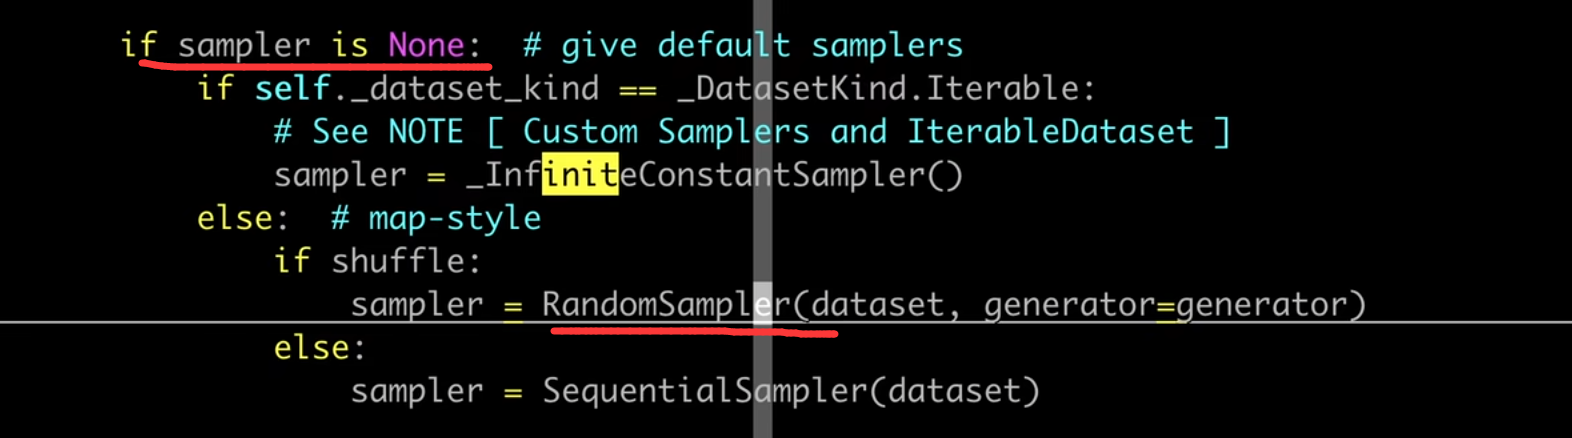 if sampler is None:  # give default samplers
    if self._dataset_kind == _DatasetKind.Iterable:
        # See NOTE [ Custom Samplers and IterableDataset ]
        sampler = _InfiniteConstantSampler()
    else:  # map-style
        if shuffle:
            sampler = RandomSampler(dataset, generator=generator)
        else:
            sampler = SequentialSampler(dataset)